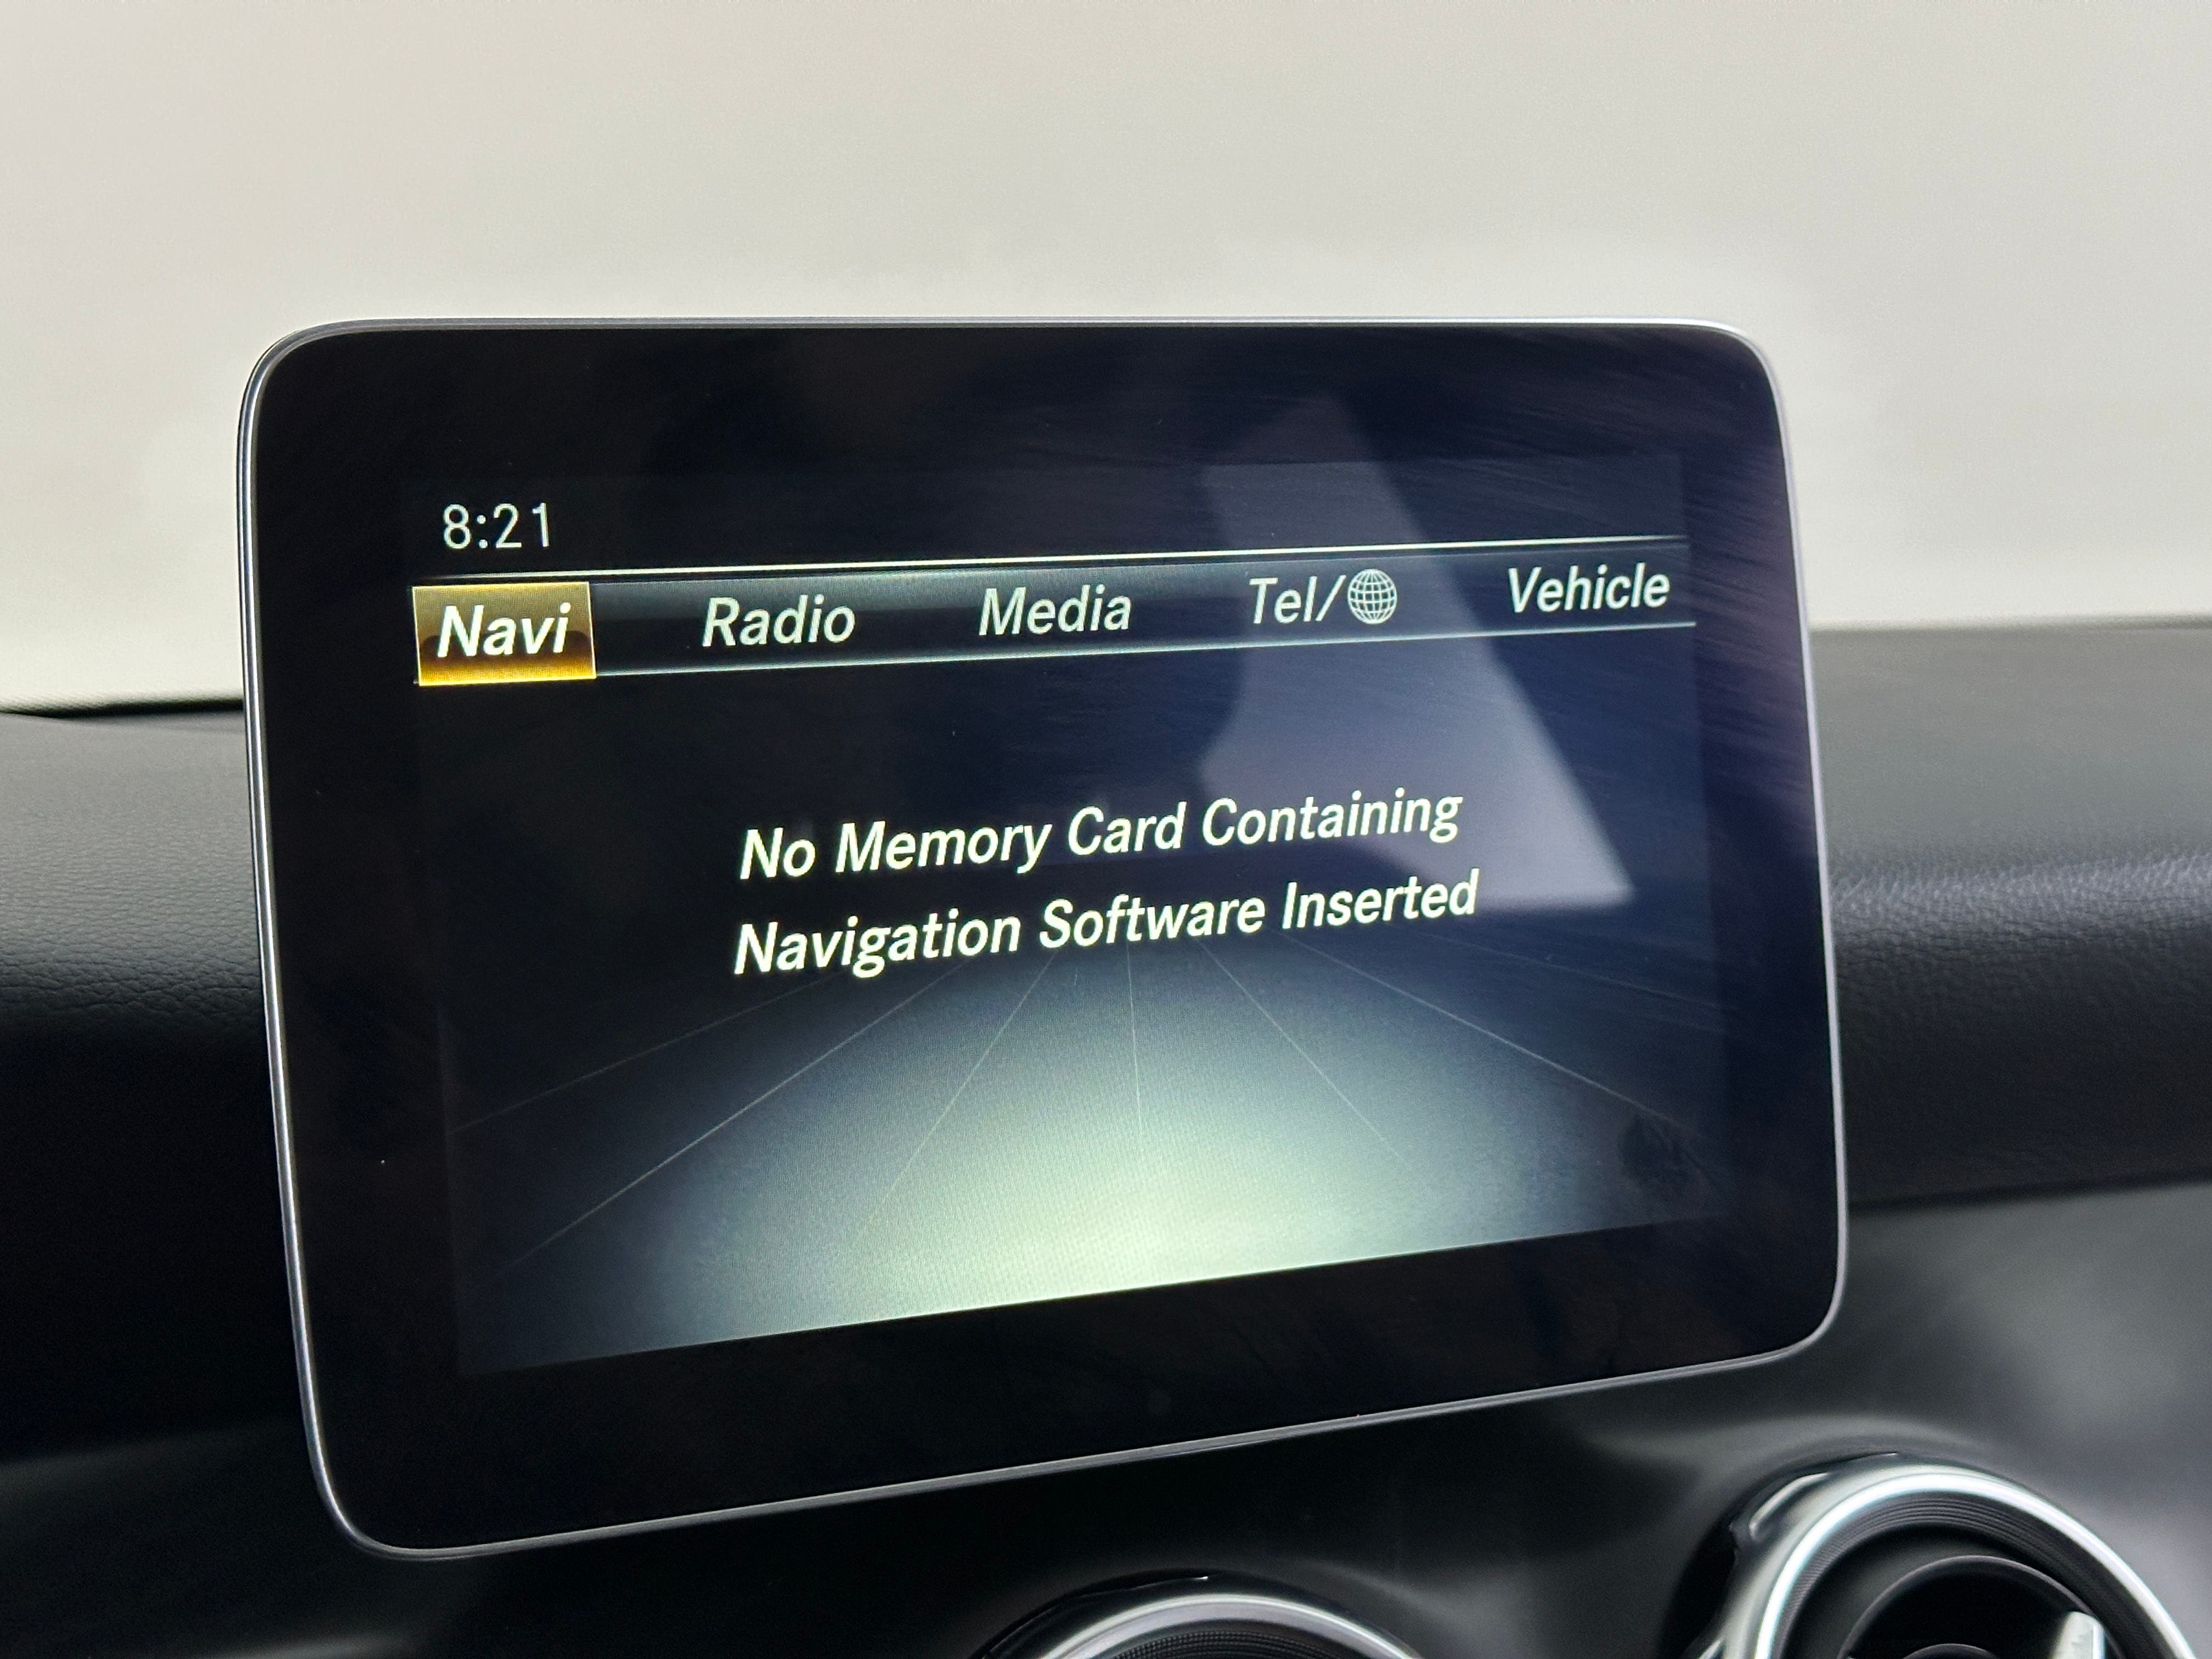 8:21
Navi Radio Media Tel/ Vehicle
No Memory Card Containing
Navigation Software Inserted